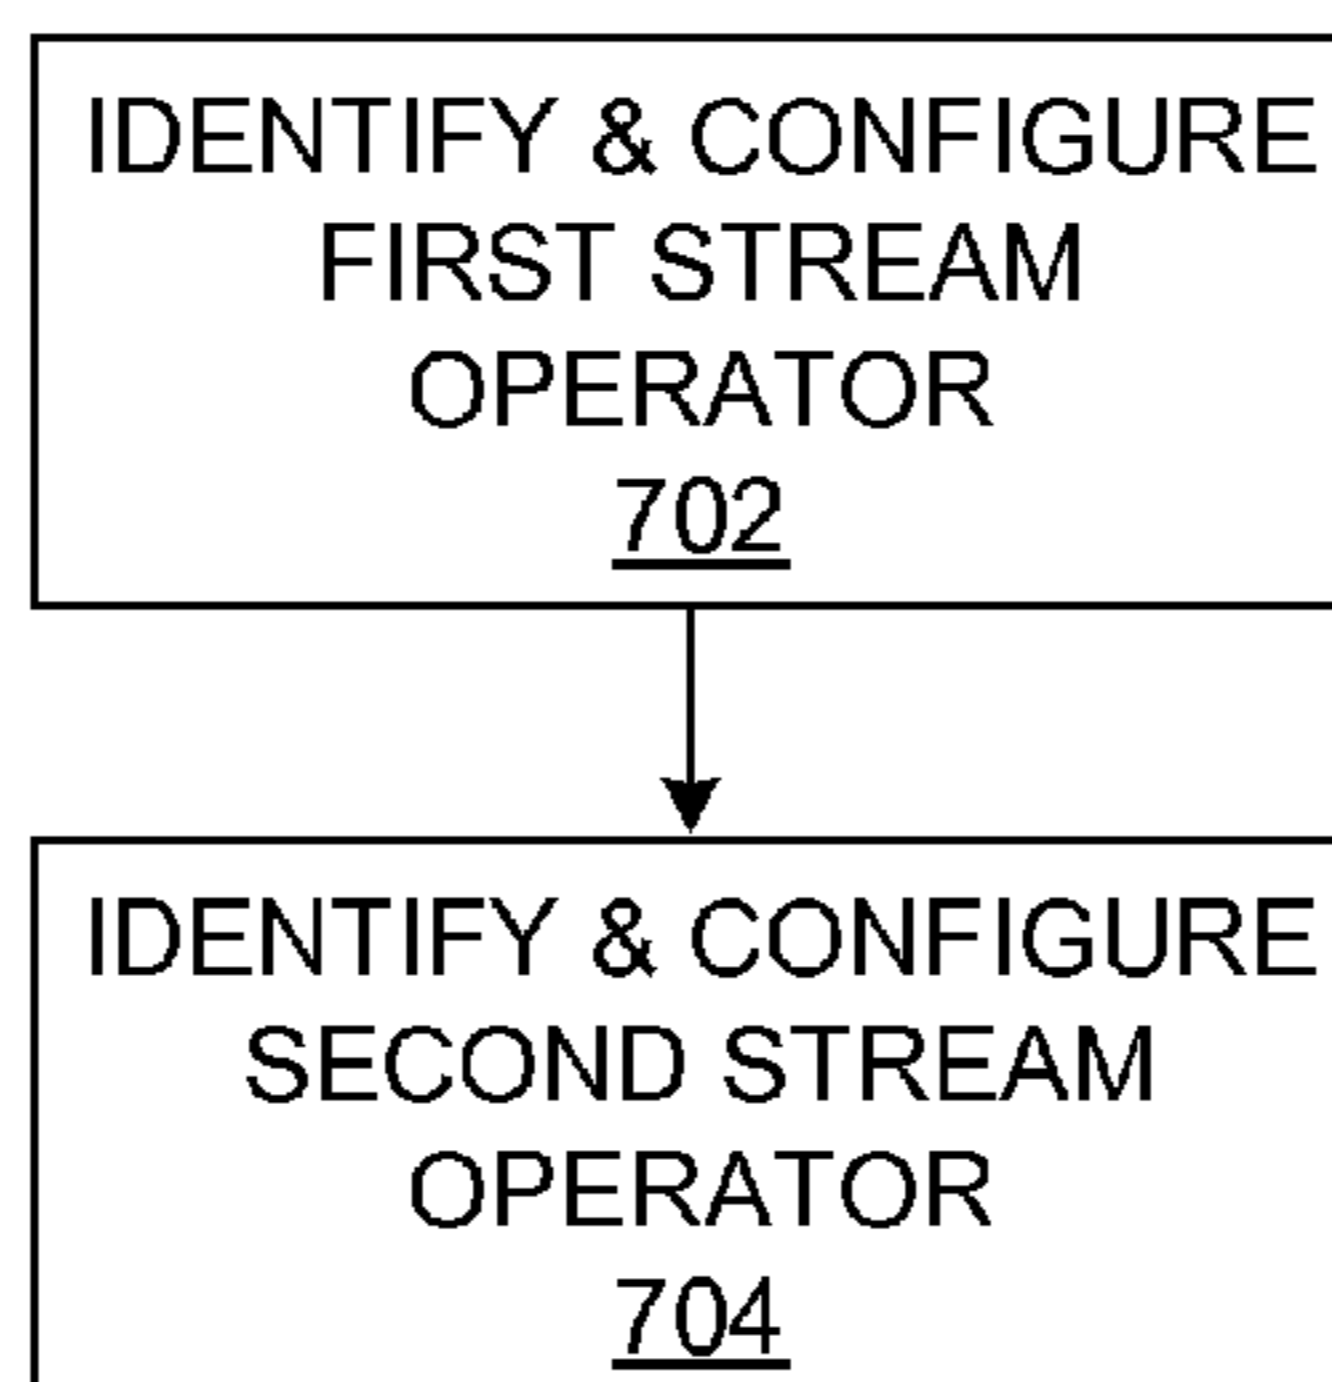 IDENTIFY & CONFIGURE
FIRST STREAM
OPERATOR
702
IDENTIFY & CONFIGURE
SECOND STREAM
OPERATOR
704